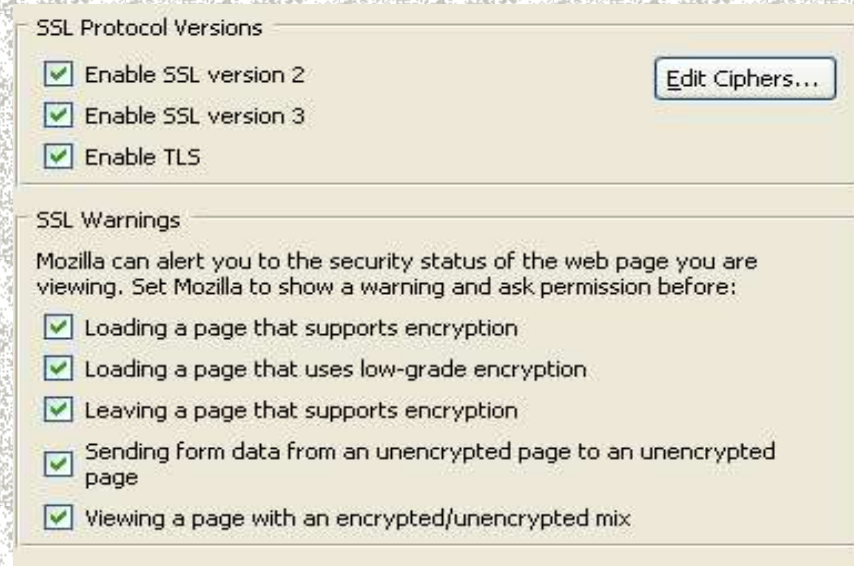 SSL Protocol Versions
Enable SSL version 2
Edit Ciphers...
Enable SSL version 3
Enable TLS
SSL Warnings
Mozilla can alert you to the security status of the web page you are
viewing. Set Mozilla to show a warning and ask permission before:
Loading a page that supports encryption
Loading a page that uses low-grade encryption
Leaving a page that supports encryption
Sending form data from an unencrypted page to an unencrypted
page
Viewing a page with an encrypted/unencrypted mix